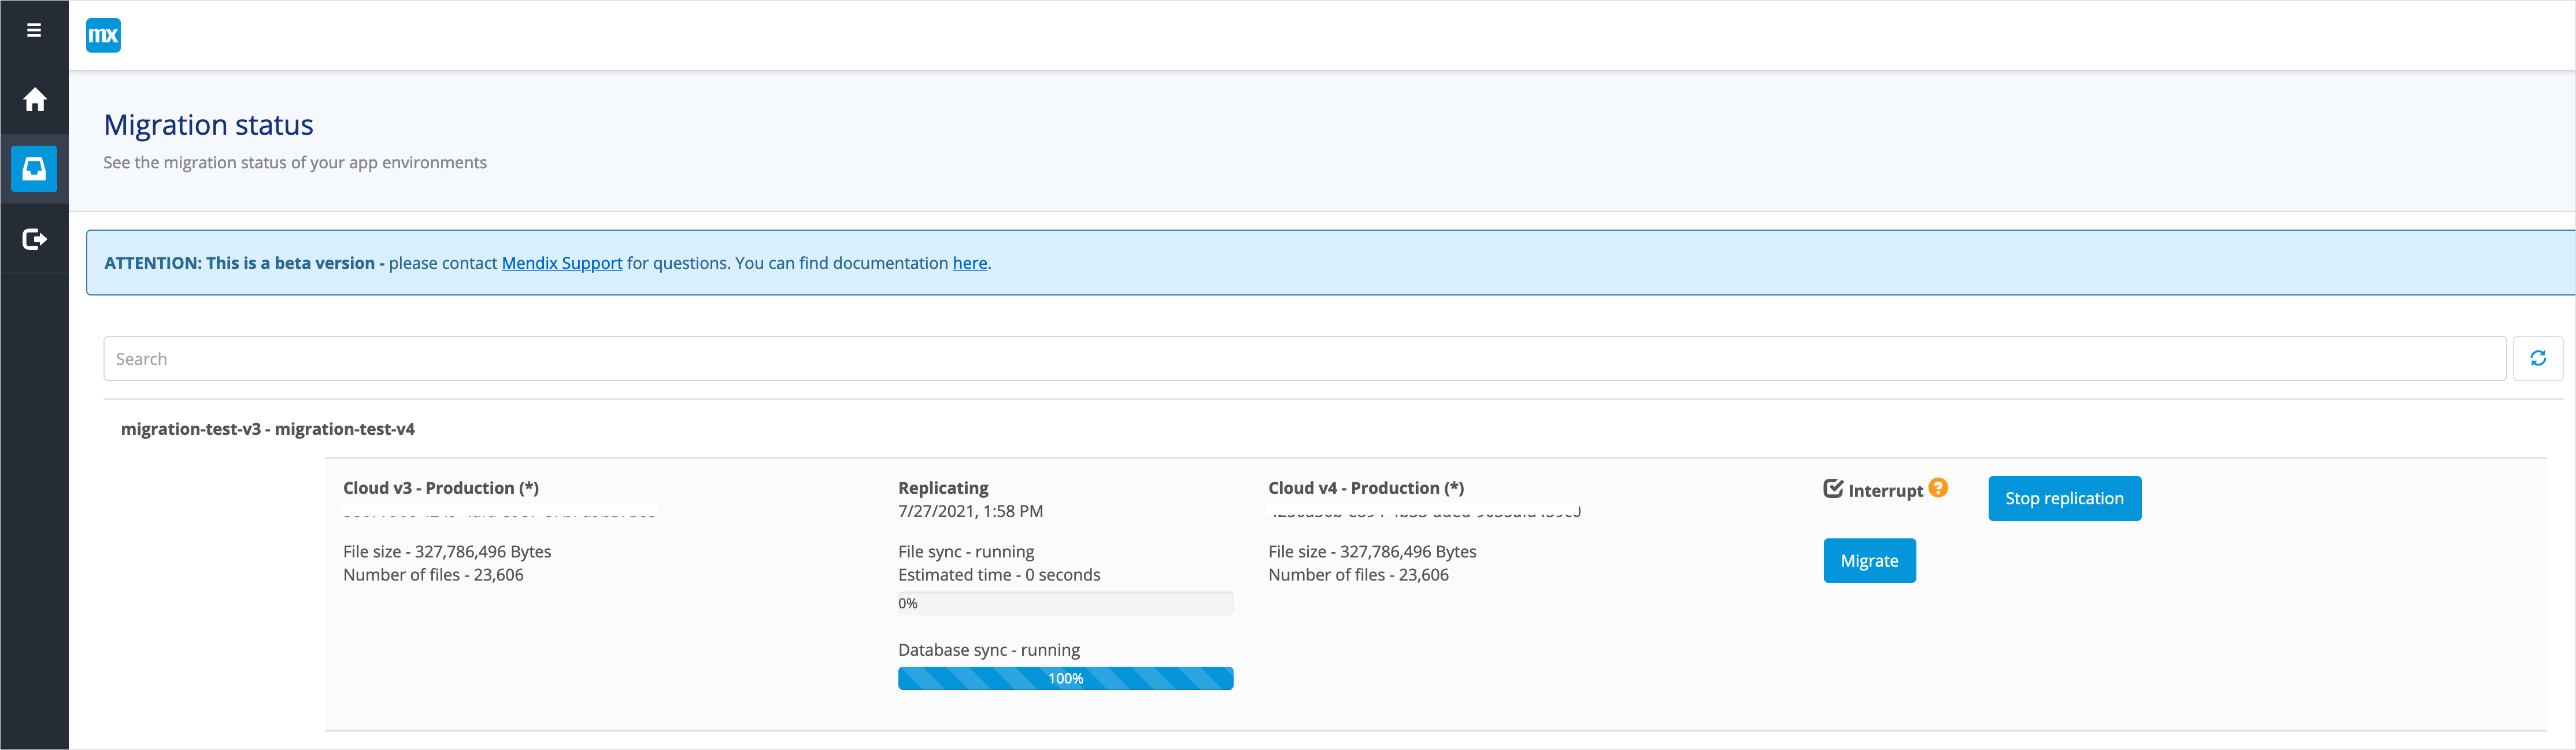 mx
Migration status
See the migration status of your app environments
ATTENTION: This is a beta version - please contact Mendix Support for questions. You can find documentation here.
Search
migration-test-v3 - migration-test-v4
Cloud v3 - Production (*)
File size - 327,786,496 Bytes
Number of files - 23,606
Replicating
7/27/2021, 1:58 PM
File sync - running
Estimated time - 0 seconds
0%
Database sync - running
100%
Cloud v4 - Production (*)
File size - 327,786,496 Bytes
Number of files - 23,606
Interrupt ?
Stop replication
Migrate